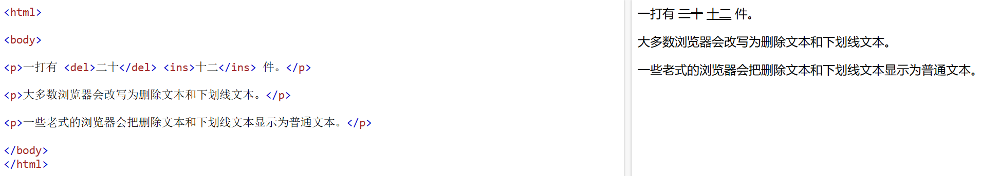 <html>
<body>
<p>一打有 <del>二十</del> <ins>十二</ins> 件。</p>
<p>大多数浏览器会改写为删除文本和下划线文本。</p>
<p>一些老式的浏览器会把删除文本和下划线文本显示为普通文本。</p>
</body>
</html>
一打有 二十 十二 件。
大多数浏览器会改写为删除文本和下划线文本。
一些老式的浏览器会把删除文本和下划线文本显示为普通文本。